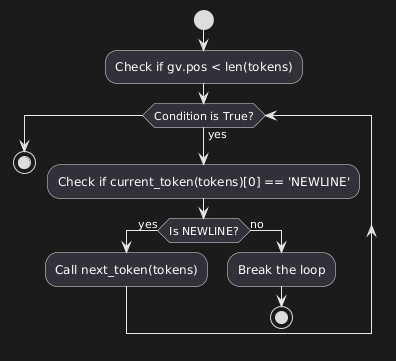 Check if gv.pos < len(tokens)
Condition is True?
yes
Check if current_token(tokens)[0] == 'NEWLINE'
yes
Is NEWLINE?
no
Call next_token(tokens)
Break the loop